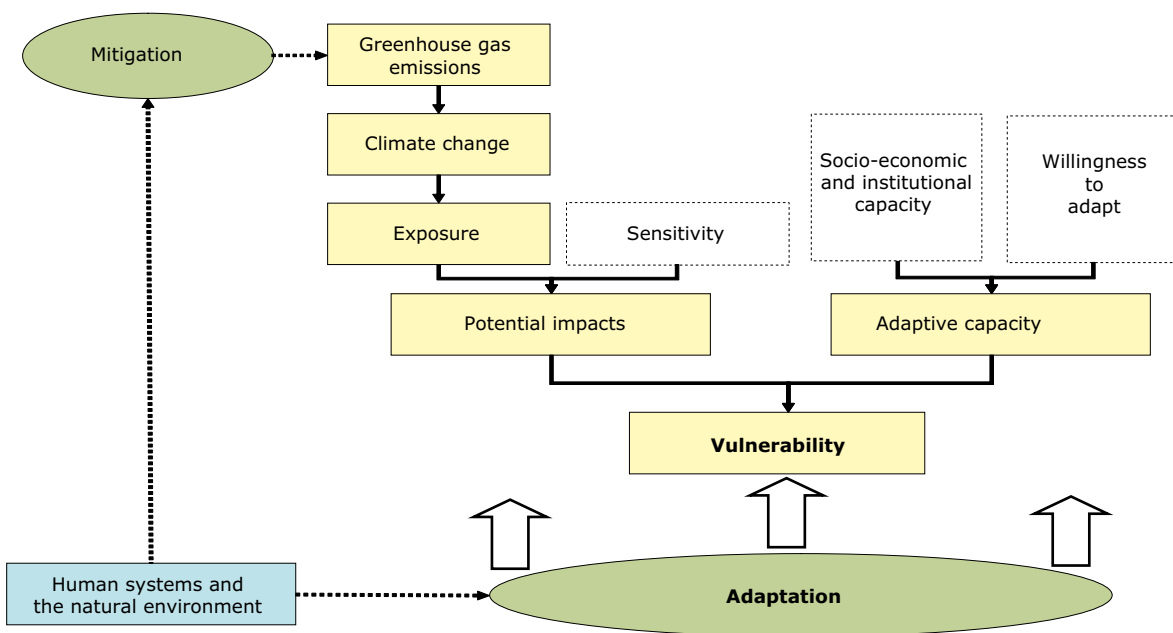 Mitigation
Greenhouse gas
emissions
Climate change
Socio-economic
and institutional
capacity
Willingness
to
adapt
Exposure
Sensitivity
Potential impacts
Adaptive capacity
Vulnerability
Human systems and
the natural environment
Adaptation